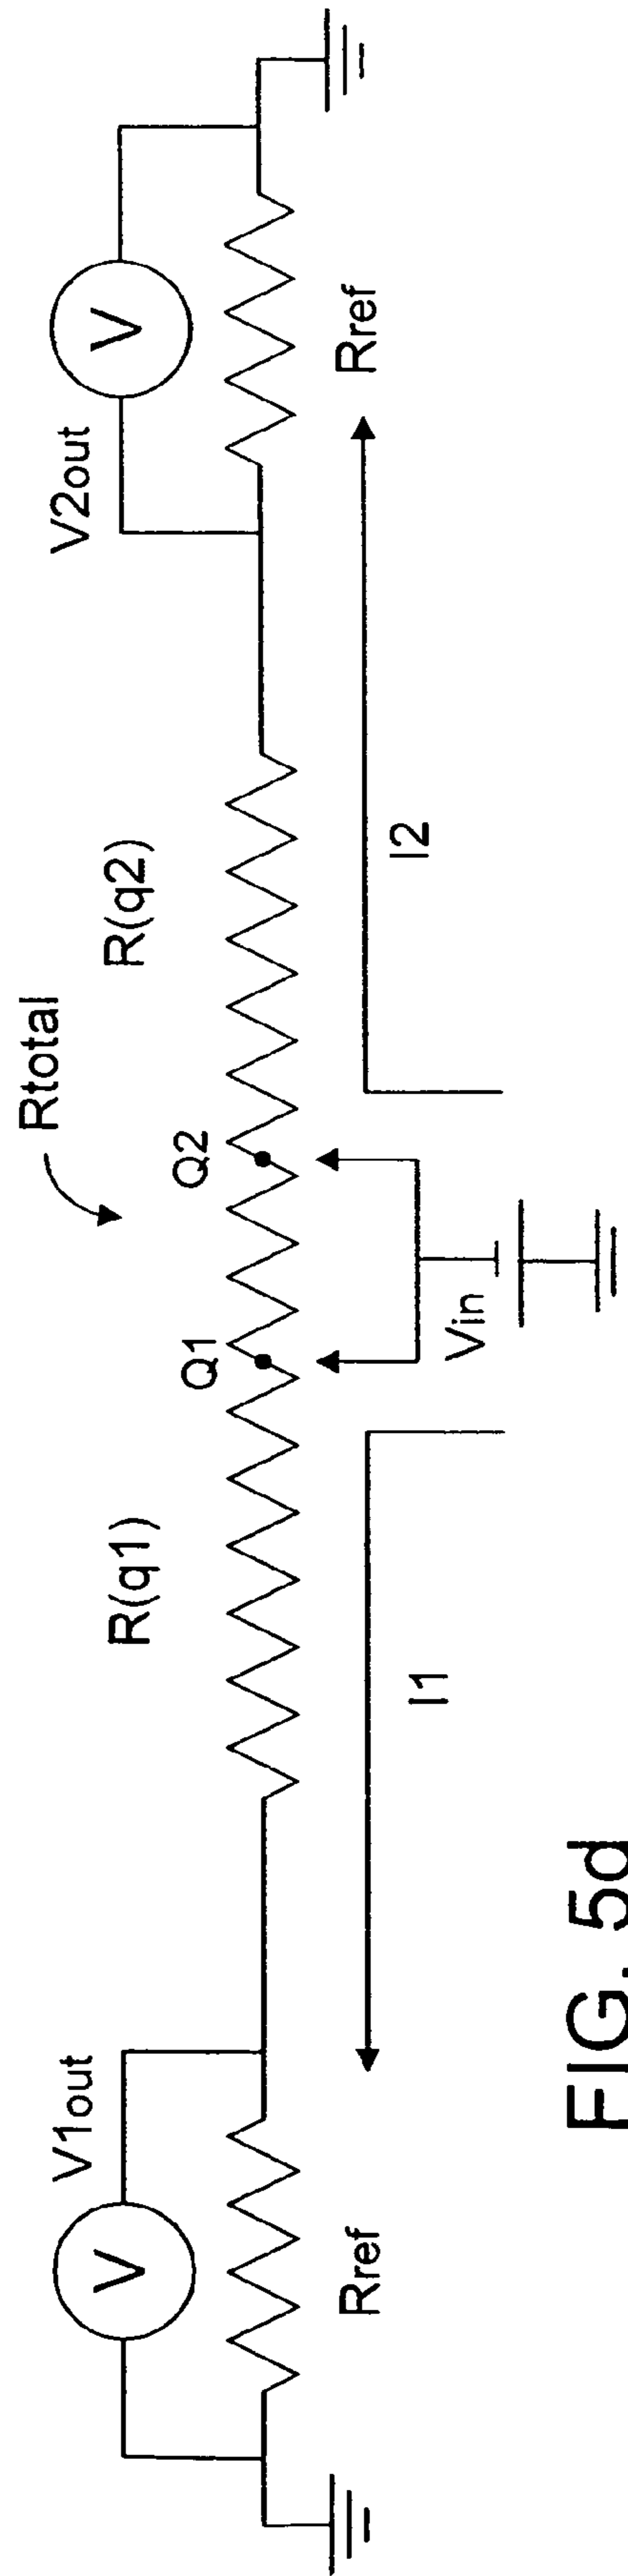 Rtotal
V1out
V
R(q1)
Q1
Q2
R(q2)
V2out
V
Rref
I1
Vin
I2
Rref
FIG. 5d